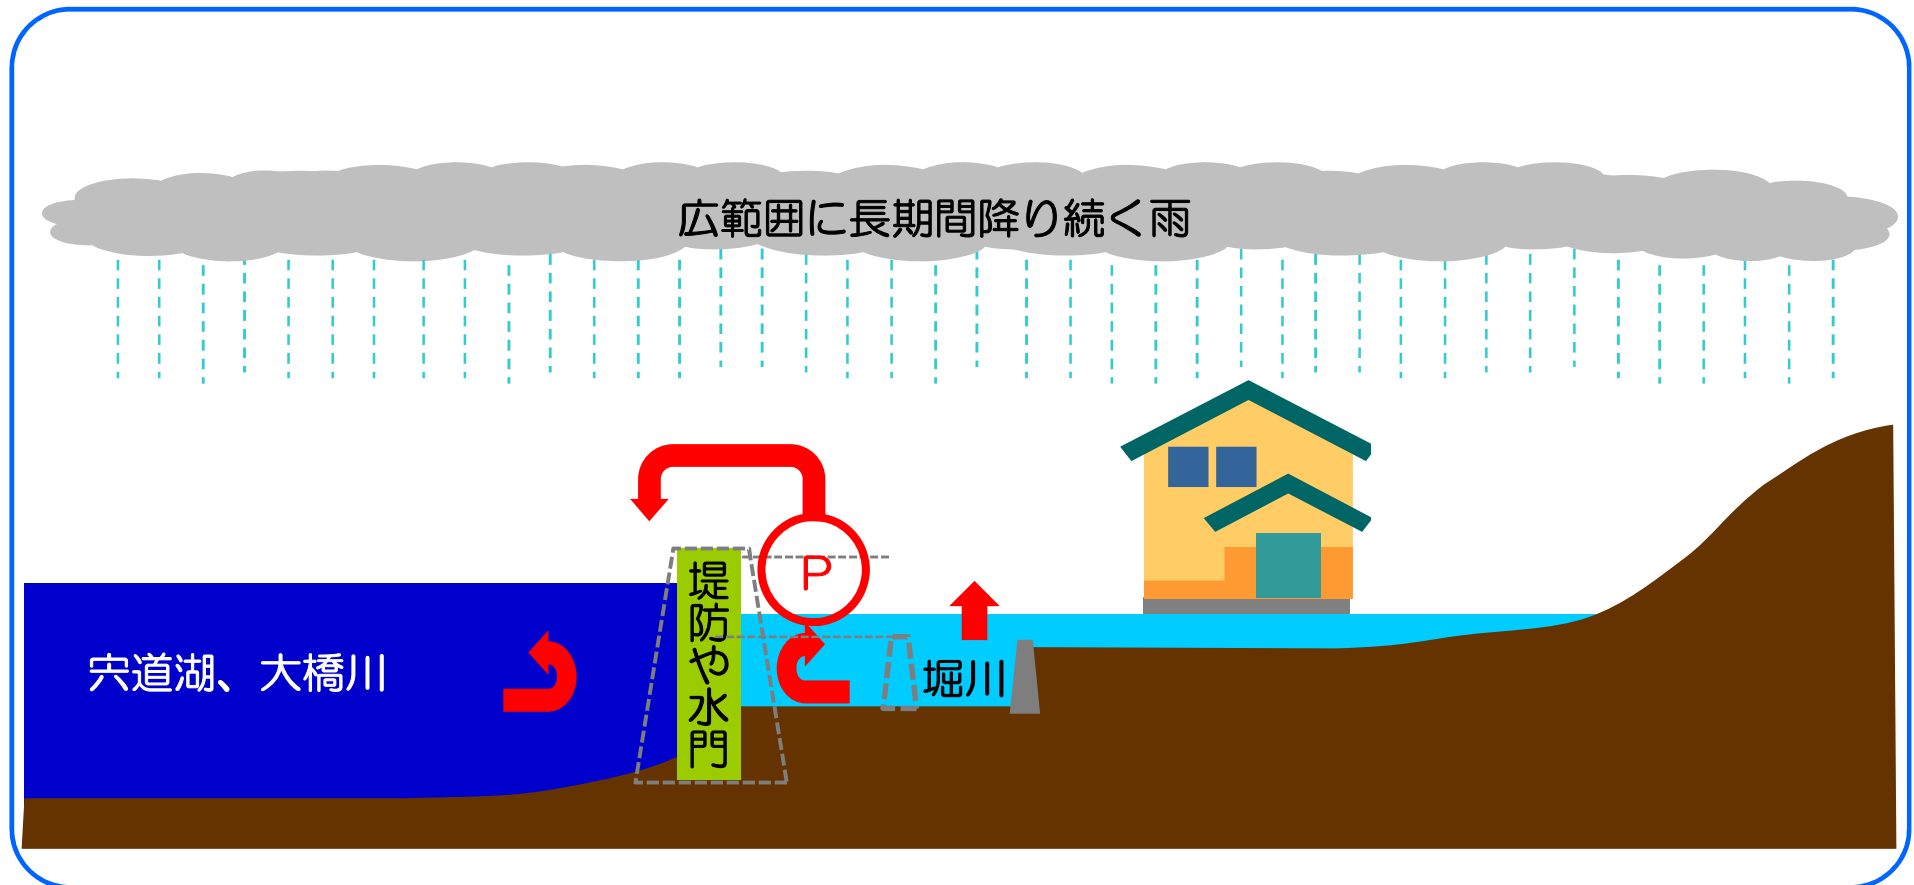 広範囲に長期間降り続く雨
P
堤防や水門
宍道湖、大橋川
堀川